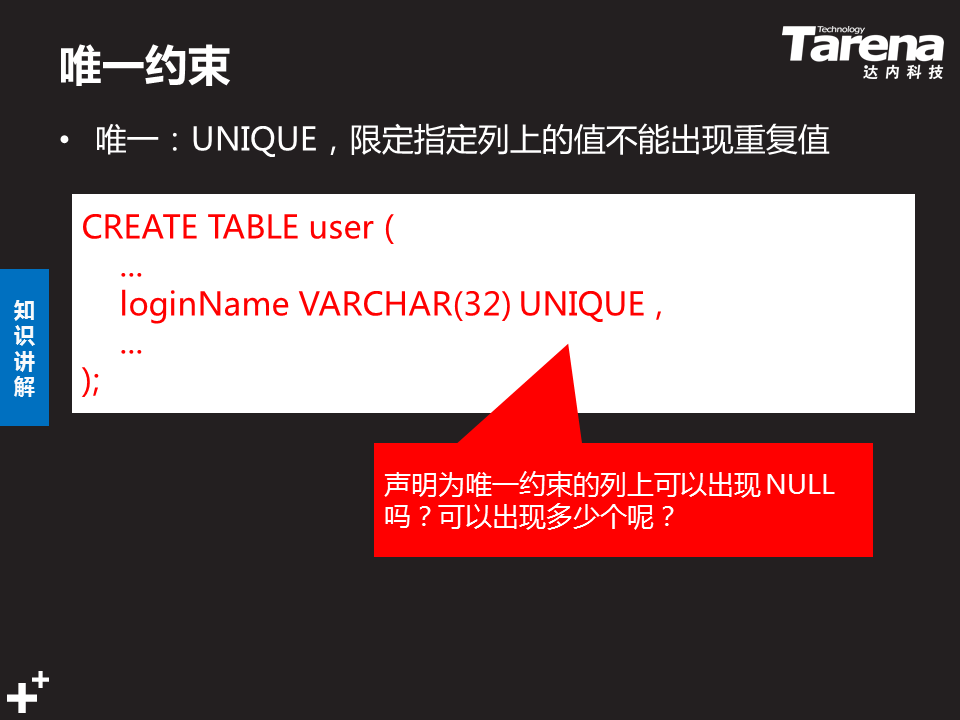 唯一约束
Technology
Tarena
达内科技
• 唯一：UNIQUE，限定指定列上的值不能出现重复值
CREATE TABLE user (
...
loginName VARCHAR(32) UNIQUE ,
...
);
知识讲解
声明为唯一约束的列上可以出现 NULL
吗？可以出现多少个呢？